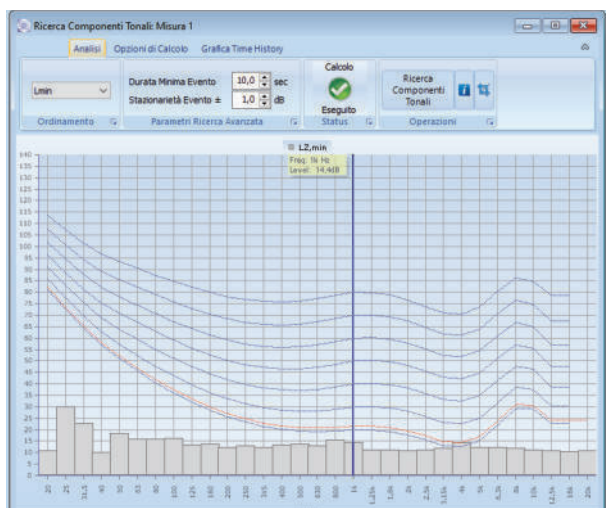 Ricerca Componenti Tonali: Misura 1
Analisi Opzioni di Calcolo Grafica Time History
Lmin
Ordinamento
Durata Minima Evento 10,0 sec
Stazionarietà Evento ± 1,0 dB
Parametri Ricerca Avanzata
Calcolo
Eseguito
Status
Ricerca
Componenti
Tonali
Operazioni
LZ,min
Freq. 1k Hz
Level: 14,4dB
140
135
130
125
120
115
110
105
100
95
90
85
80
75
70
65
60
55
50
45
40
35
30
25
20
15
10
5
0
20 25 31,5 40 50 63 80 100 125 160 200 250 315 400 500 630 800 1k 1,25k 1,6k 2k 2,5k 3,15k 4k 5k 6,3k 8k 10k 12,5k 16k 20k